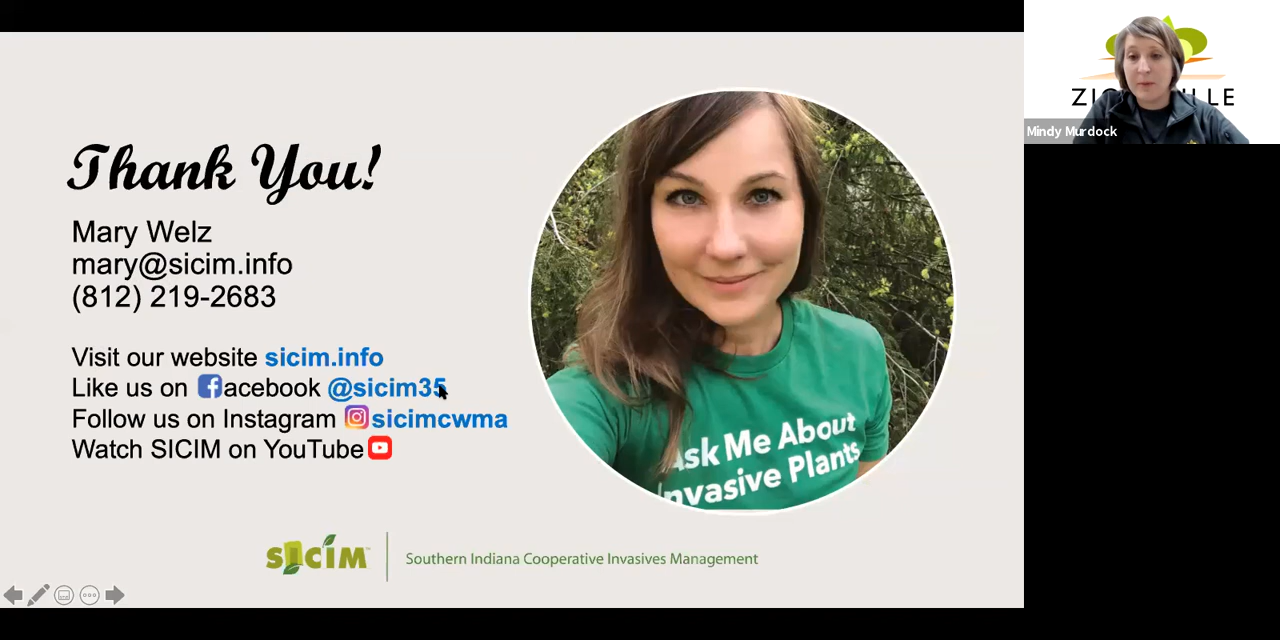 Thank You!
Mary Welz
mary@sicim.info
(812) 219-2683
Visit our website sicim.info
Like us on facebook @sicim35
Follow us on Instagram sicimcwma
Watch SICIM on YouTube
Ask Me About
Invasive Plants
SICIM™
Southern Indiana Cooperative Invasives Management
Mindy Murdock